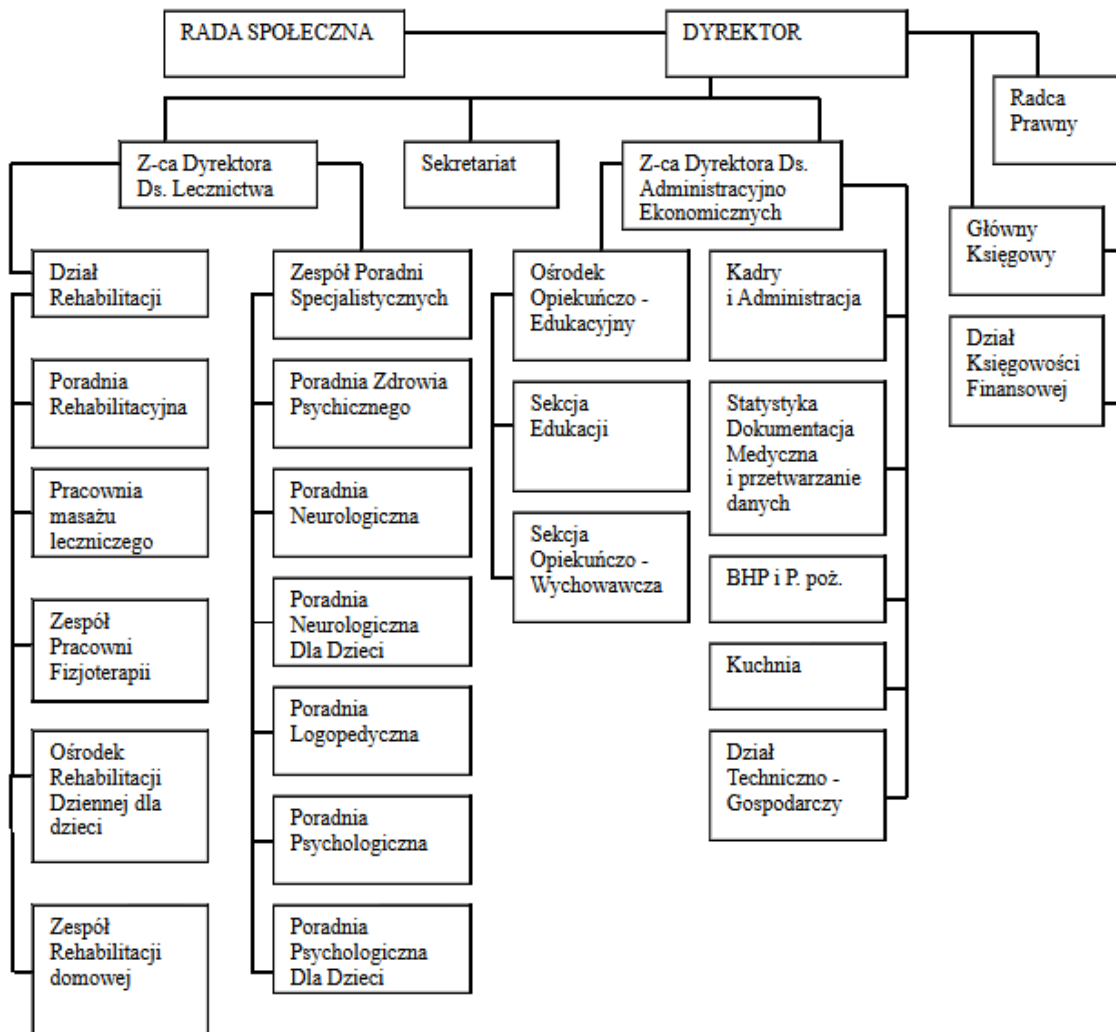 RADA SPOŁECZNA
DYREKTOR
Radca
Prawny
Z-ca Dyrektora
Ds. Lecznictwa
Sekretariat
Z-ca Dyrektora Ds.
Administracyjno
Ekonomicznych
Główny
Księgowy
Dział
Księgowości
Finansowej
Dział
Rehabilitacji
Poradnia
Rehabilitacyjna
Pracownia
masażu
leczniczego
Zespół
Pracowni
Fizjoterapii
Ośrodek
Rehabilitacji
Dziennej dla
dzieci
Zespół
Rehabilitacji
domowej
Zespół Poradni
Specjalistycznych
Poradnia Zdrowia
Psychicznego
Poradnia
Neurologiczna
Poradnia
Neurologiczna
Dla Dzieci
Poradnia
Logopedyczna
Poradnia
Psychologiczna
Poradnia
Psychologiczna
Dla Dzieci
Ośrodek
Opiekuńczo -
Edukacyjny
Sekcja
Edukacji
Sekcja
Opiekuńczo -
Wychowawcza
Kadry
i Administracja
Statystyka
Dokumentacja
Medyczna
i przetwarzanie
danych
BHP i P. poż.
Kuchnia
Dział
Techniczno -
Gospodarczy